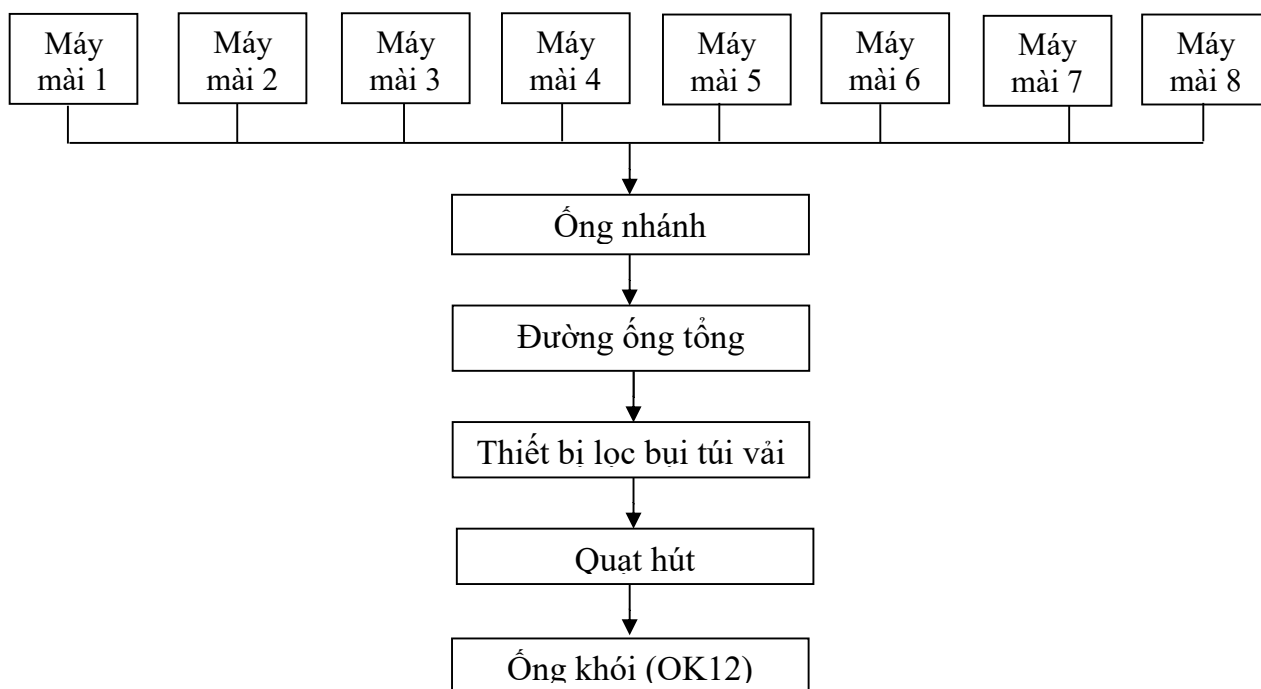 Máy
mài 1
Máy
mài 2
Máy
mài 3
Máy
mài 4
Máy
mài 5
Máy
mài 6
Máy
mài 7
Máy
mài 8
Ống nhánh
Đường ống tổng
Thiết bị lọc bụi túi vải
Quạt hút
Ống khói (OK12)